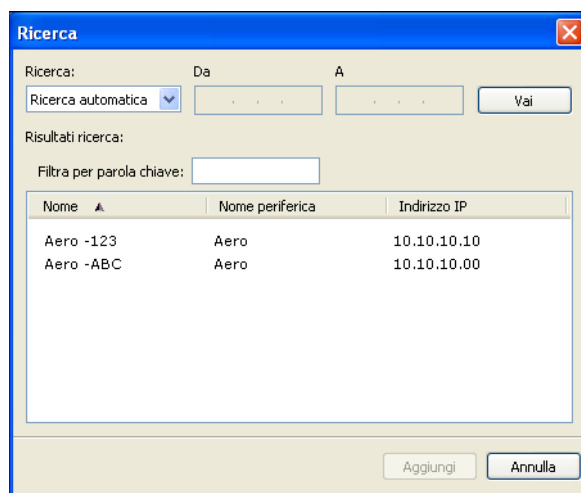 Ricerca
Ricerca: Da A
Ricerca automatica . . . . . . Vai
Risultati ricerca:
Filtra per parola chiave:
Nome Nome periferica Indirizzo IP
Aero -123 Aero 10.10.10.10
Aero -ABC Aero 10.10.10.00
Aggiungi Annulla